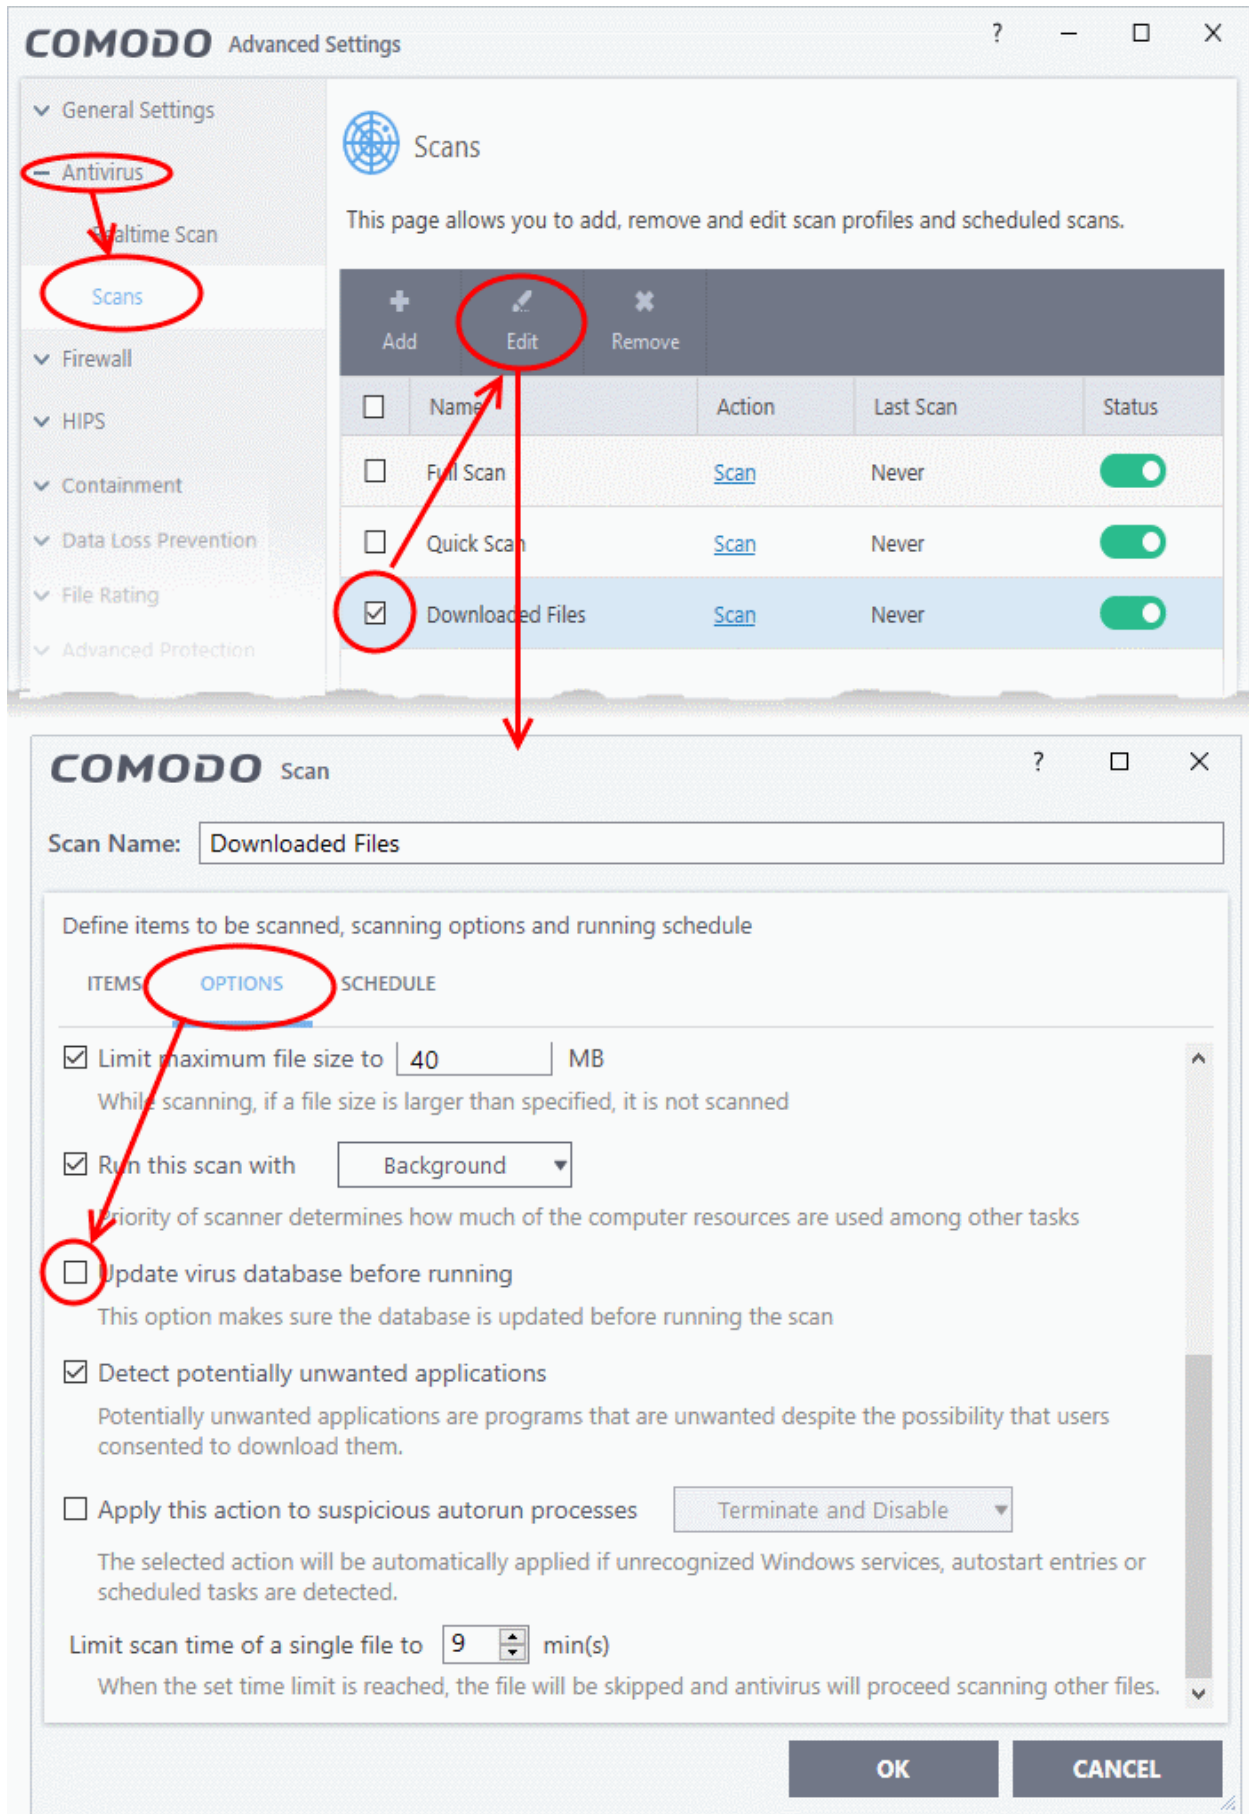 COMODO Advanced Settings ?
General Settings
Antivirus
Realtime Scan
Scans
Firewall
HIPS
Containment
Data Loss Prevention
File Rating
Advanced Protection
Scans
This page allows you to add, remove and edit scan profiles and scheduled scans.
Add Edit Remove
Name Action Last Scan Status
Full Scan Scan Never
Quick Scan Scan Never
Downloaded Files Scan Never
COMODO Scan ?
Scan Name: Downloaded Files
Define items to be scanned, scanning options and running schedule
ITEMS OPTIONS SCHEDULE
Limit maximum file size to 40 MB
While scanning, if a file size is larger than specified, it is not scanned
Run this scan with Background
Priority of scanner determines how much of the computer resources are used among other tasks
Update virus database before running
This option makes sure the database is updated before running the scan
Detect potentially unwanted applications
Potentially unwanted applications are programs that are unwanted despite the possibility that users
consented to download them.
Apply this action to suspicious autorun processes Terminate and Disable
The selected action will be automatically applied if unrecognized Windows services, autostart entries or
scheduled tasks are detected.
Limit scan time of a single file to 9 min(s)
When the set time limit is reached, the file will be skipped and antivirus will proceed scanning other files.
OK CANCEL